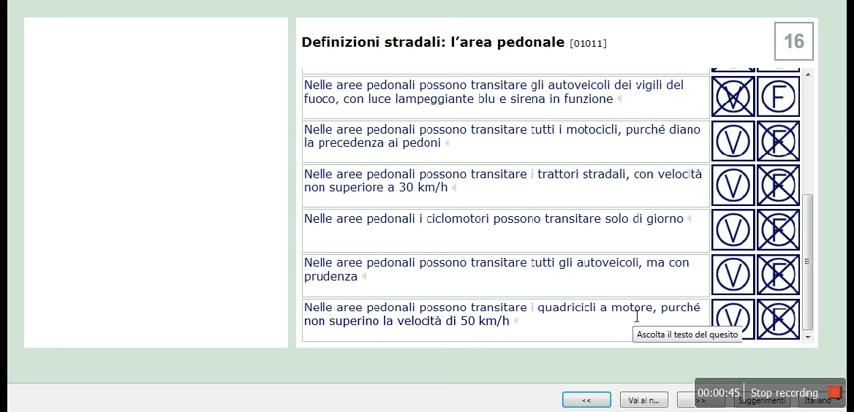 Definizioni stradali: l'area pedonale [01011]
16
Nelle aree pedonali possono transitare gli autoveicoli dei vigili del
fuoco, con luce lampeggiante blu e sirena in funzione
V F
Nelle aree pedonali possono transitare tutti i motocicli, purché diano
la precedenza ai pedoni
V F
Nelle aree pedonali possono transitare i trattori stradali, con velocità
non superiore a 30 km/h
V F
Nelle aree pedonali i ciclomotori possono transitare solo di giorno
V F
Nelle aree pedonali possono transitare tutti gli autoveicoli, ma con
prudenza
V F
Nelle aree pedonali possono transitare i quadricicli a motore, purché
non superino la velocità di 50 km/h
V F
Ascolta il testo del quesito
<< Vai al n... >> Suggerimenti Italiano
00:00:45 Stop recording